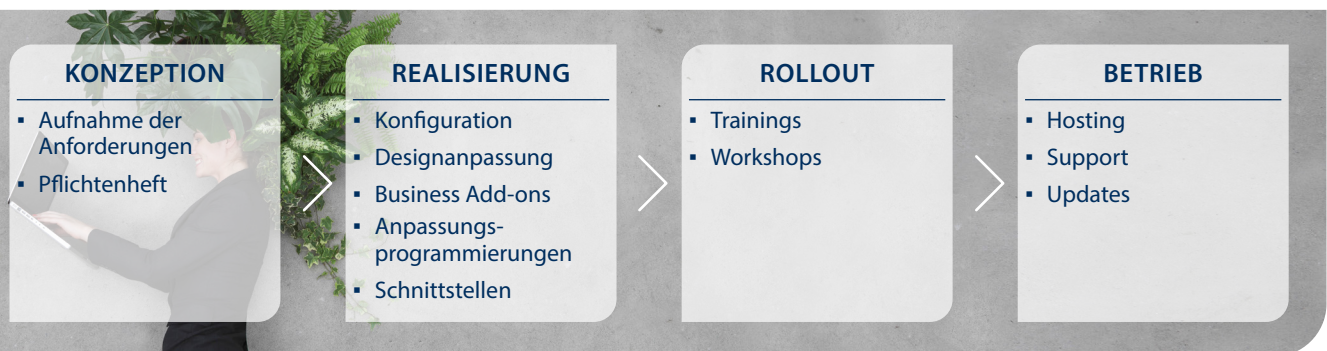 KONZEPTION
▪ Aufnahme der
Anforderungen
▪ Pflichtenheft
REALISIERUNG
▪ Konfiguration
▪ Designanpassung
▪ Business Add-ons
▪ Anpassungs-
programmierungen
▪ Schnittstellen
ROLLOUT
▪ Trainings
▪ Workshops
BETRIEB
▪ Hosting
▪ Support
▪ Updates